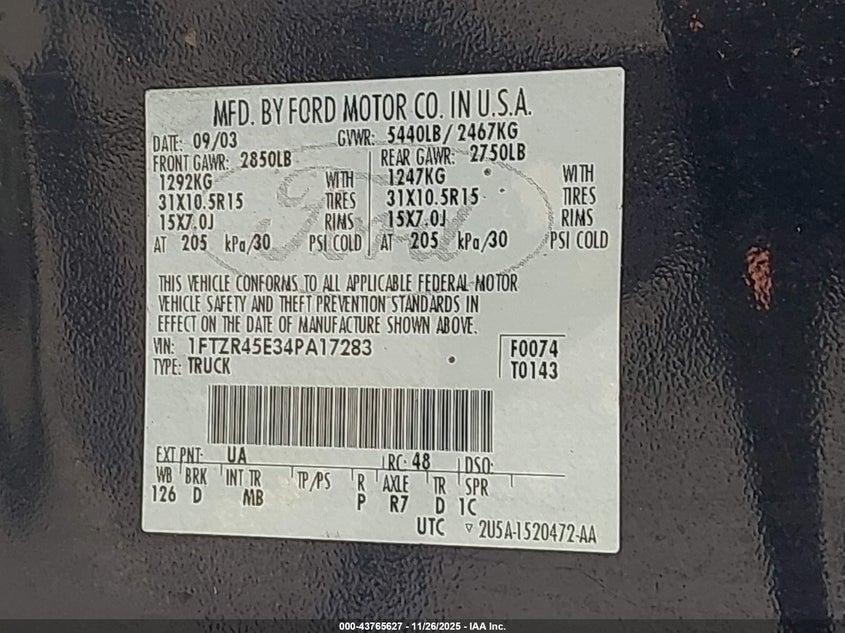 MFD. BY FORD MOTOR CO. IN U.S.A.
DATE: 09/03 GVWR: 5440LB / 2467KG
FRONT GAWR: 2850LB REAR GAWR: 2750LB
1292KG WITH 1247KG WITH
31X10.5R15 TIRES 31X10.5R15 TIRES
15X7.0J RIMS 15X7.0J RIMS
AT 205 kPa/30 PSI COLD AT 205 kPa/30 PSI COLD
Ford
THIS VEHICLE CONFORMS TO ALL APPLICABLE FEDERAL MOTOR
VEHICLE SAFETY AND THEFT PREVENTION STANDARDS IN
EFFECT ON THE DATE OF MANUFACTURE SHOWN ABOVE.
VIN: 1FTZR45E34PA17283 F0074
TYPE: TRUCK T0143
EXT PNT: UA RC: 48 DSO:
WB BRK INT TR TP/PS R AXLE TR SPR
126 D MB P R7 D 1C
UTC ▽ 2U5A-1520472-AA
000-43765627 - 11/26/2025 - IAA Inc.